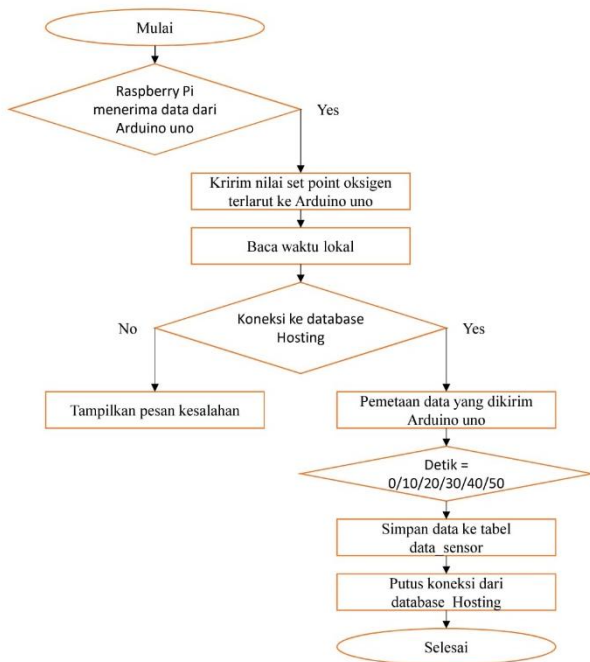 Mulai
Raspberry Pi
menerima data dari
Arduino uno
Yes
Kririm nilai set point oksigen
terlarut ke Arduino uno
Baca waktu lokal
Koneksi ke database
Hosting
No
Yes
Tampilkan pesan kesalahan
Pemetaan data yang dikirim
Arduino uno
Detik =
0/10/20/30/40/50
Simpan data ke tabel
data_sensor
Putus koneksi dari
database Hosting
Selesai